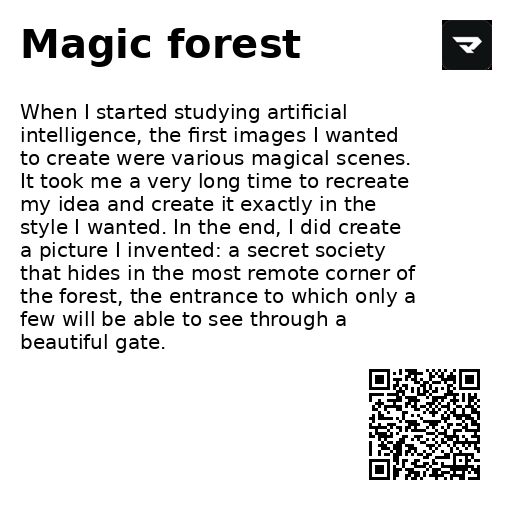 Magic forest
When I started studying artificial
intelligence, the first images I wanted
to create were various magical scenes.
It took me a very long time to recreate
my idea and create it exactly in the
style I wanted. In the end, I did create
a picture I invented: a secret society
that hides in the most remote corner of
the forest, the entrance to which only a
few will be able to see through a
beautiful gate.